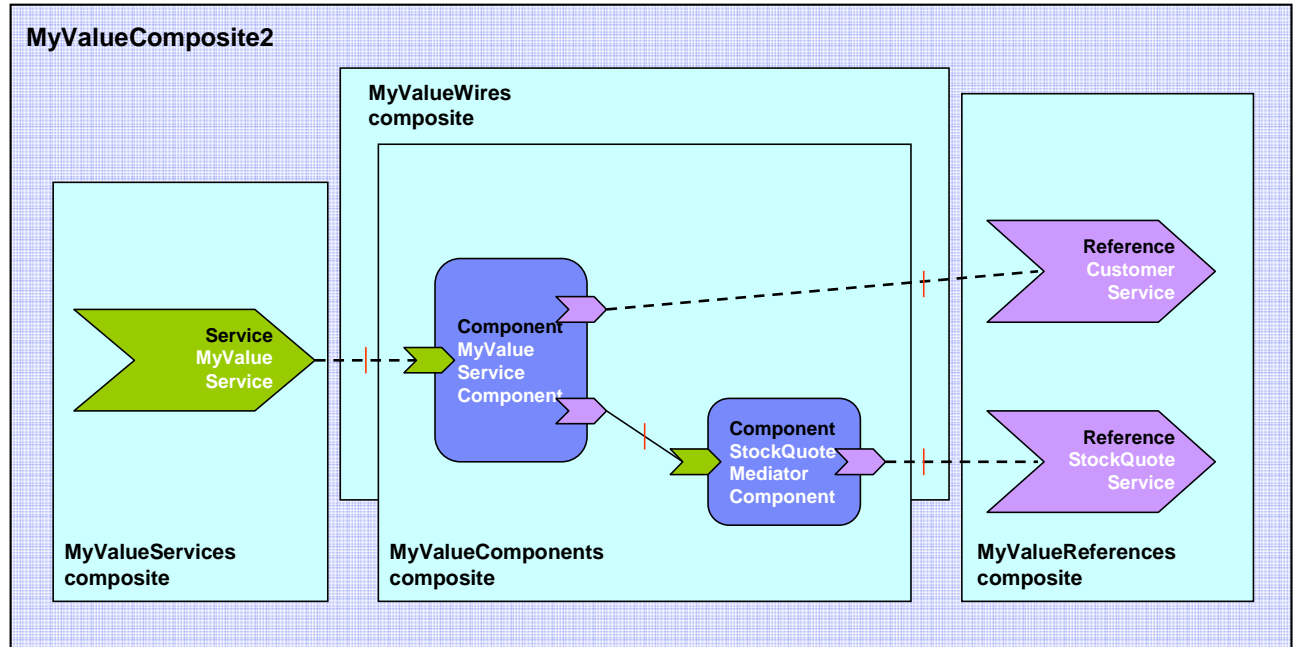 MyValueComposite2
MyValueWires
composite
Service
MyValue
Service
Component
MyValue
Service
Component
Component
StockQuote
Mediator
Component
Reference
Customer
Service
Reference
StockQuote
Service
MyValueServices
composite
MyValueComponents
composite
MyValueReferences
composite